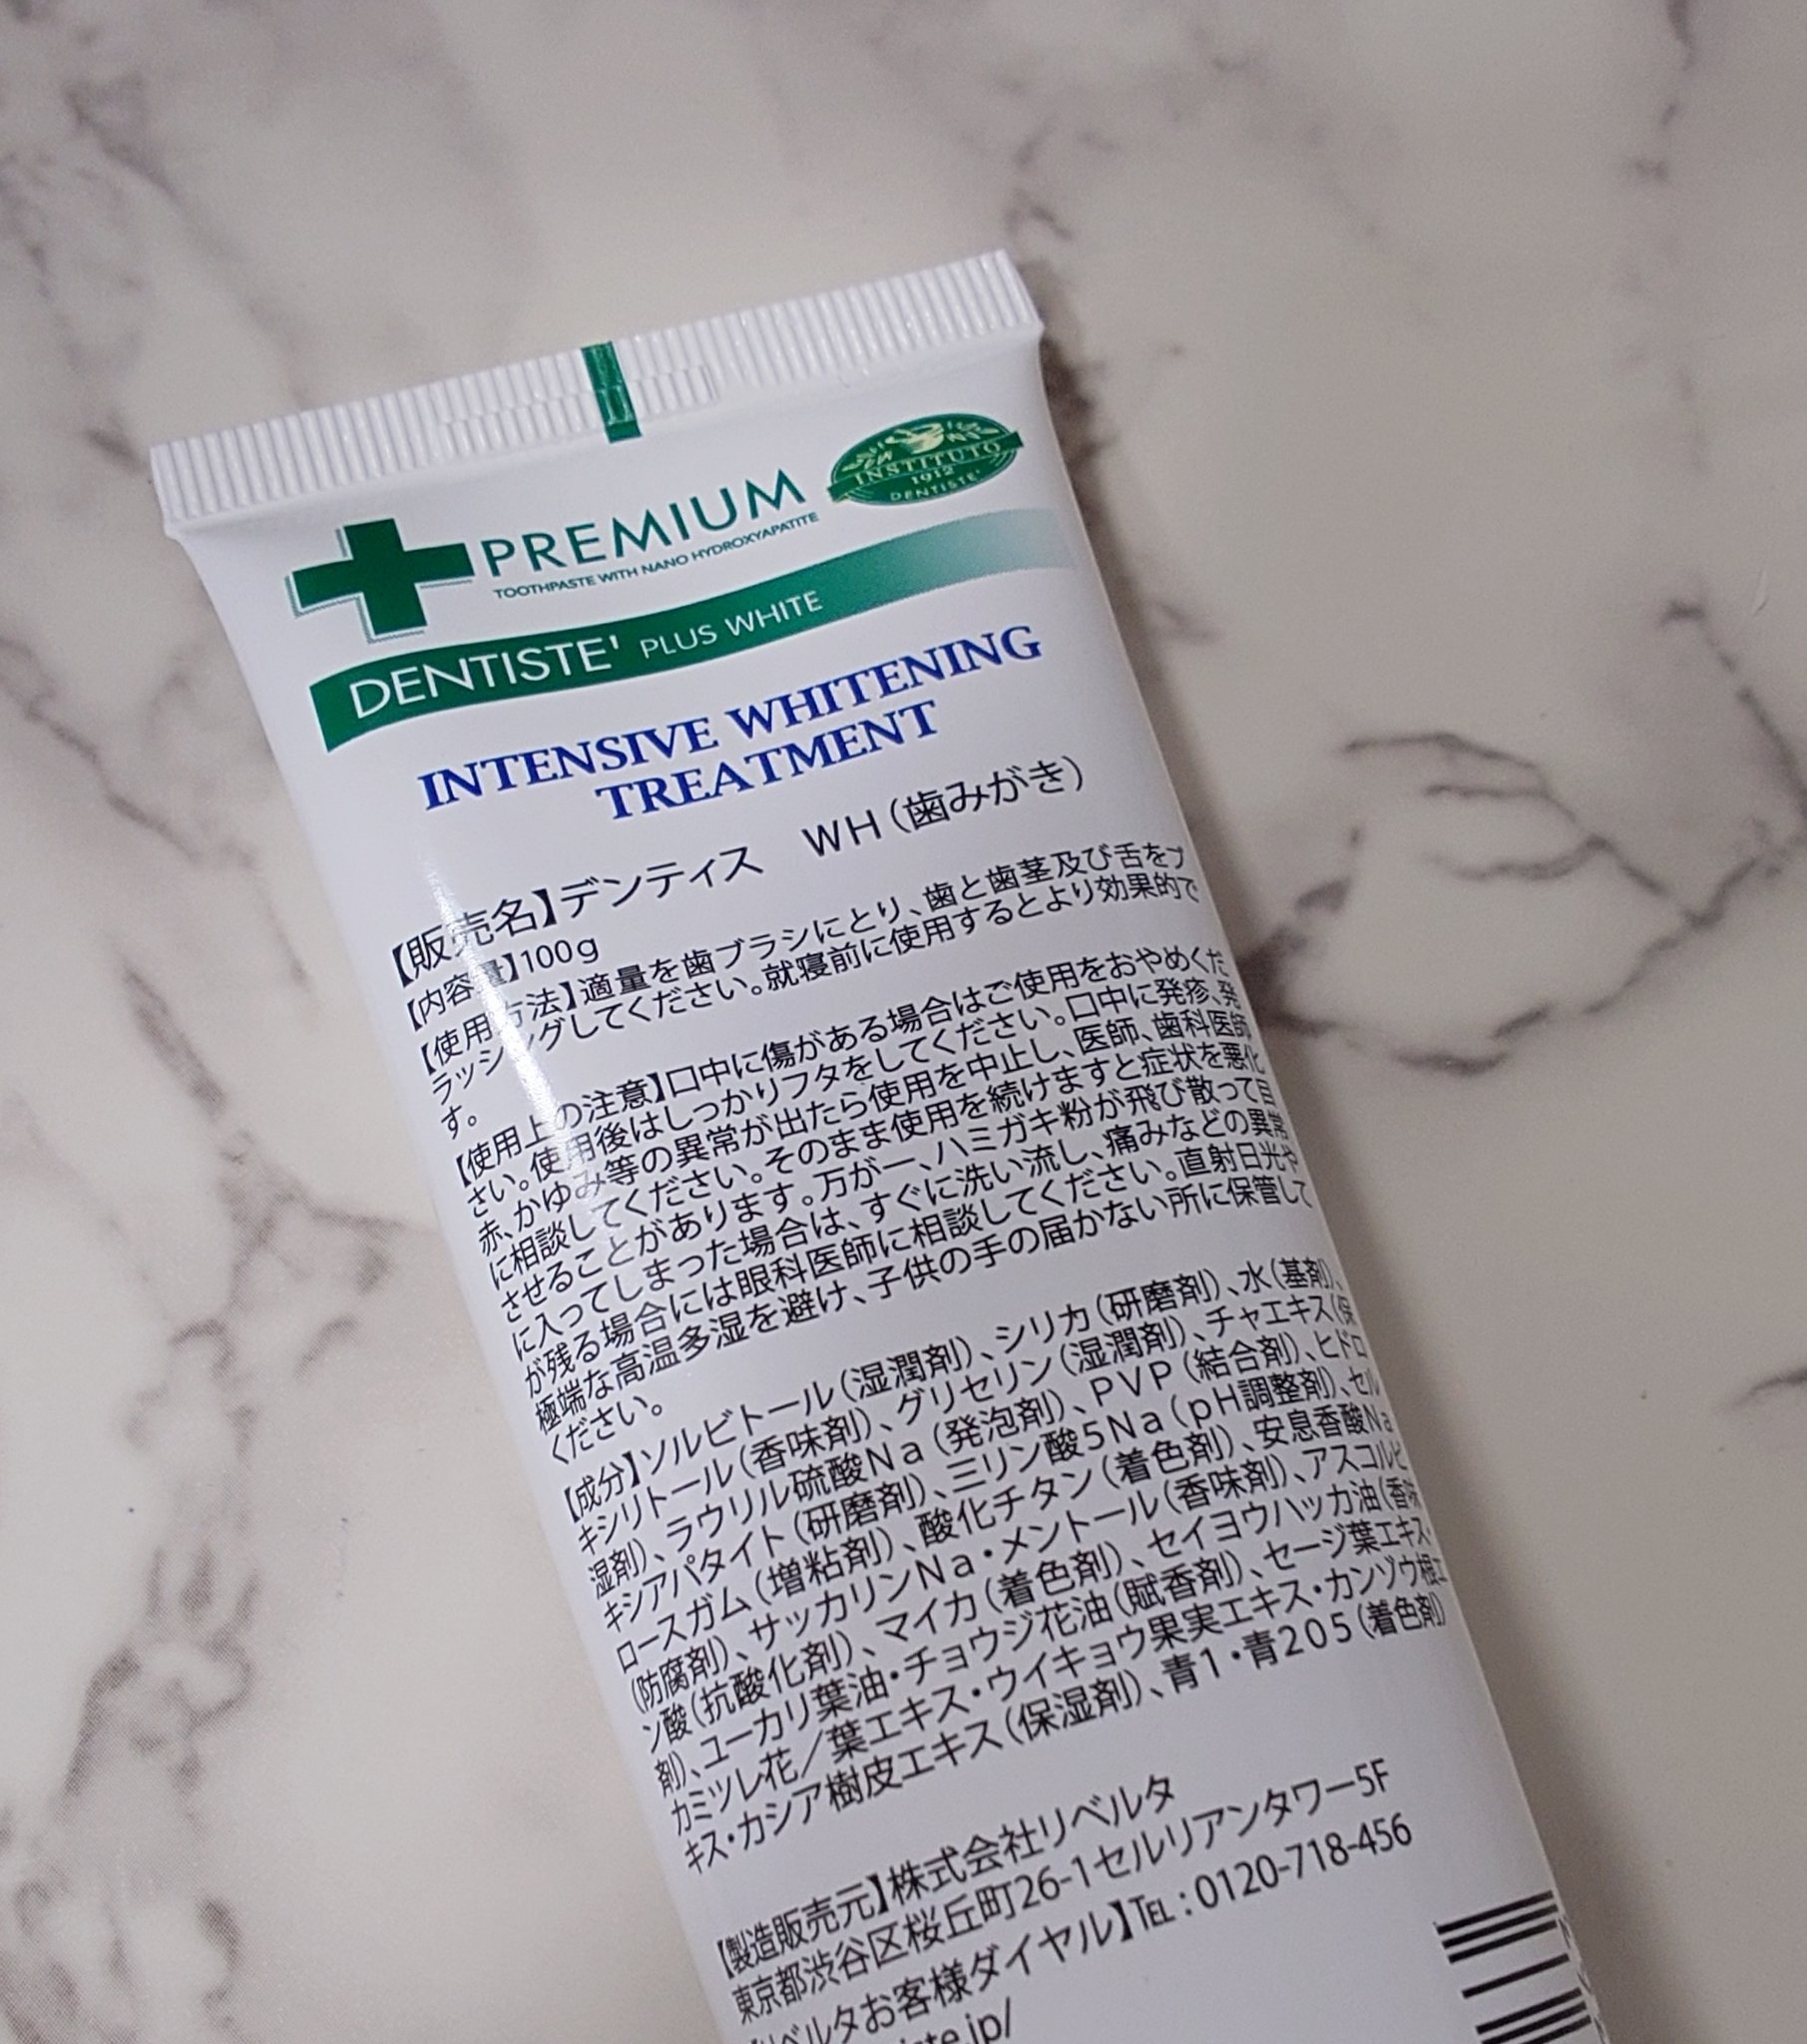 PREMIUM
TOOTHPASTE WITH NANO HYDROXYAPATITE
INSTITUTO
1912
DENTISTE'
DENTISTE' PLUS WHITE
INTENSIVE WHITENING
TREATMENT
【販売名】デンティス　WH（歯みがき）
【内容量】100g
【使用方法】適量を歯ブラシにとり、歯と歯茎及び舌をブ
ラッシングしてください。就寝前に使用するとより効果的で
す。
【使用上の注意】口中に傷がある場合はご使用をおやめくだ
さい。使用後はしっかりフタをしてください。口中に発疹、発
赤、かゆみ等の異常が出たら使用を中止し、医師、歯科医師
に相談してください。そのまま使用を続けますと症状を悪化
させることがあります。万が一、ハミガキ粉が飛び散って目
に入ってしまった場合は、すぐに洗い流し、痛みなどの異常
が残る場合には眼科医師に相談してください。直射日光や
極端な高温多湿を避け、子供の手の届かない所に保管して
ください。
【成分】ソルビトール（湿潤剤）、シリカ（研磨剤）、水（基剤）、
キシリトール（香味剤）、グリセリン（湿潤剤）、チャエキス（保
湿剤）、ラウリル硫酸Na（発泡剤）、PVP（結合剤）、ヒドロ
キシアパタイト（研磨剤）、三リン酸5Na（pH調整剤）、セル
ロースガム（増粘剤）、酸化チタン（着色剤）、安息香酸Na
（防腐剤）、サッカリンNa・メントール（香味剤）、アスコルビ
ン酸（抗酸化剤）、マイカ（着色剤）、セイヨウハッカ油（香味
剤）、ユーカリ葉油・チョウジ花油（賦香剤）、セージ葉エキス・
カミツレ花／葉エキス・ウイキョウ果実エキス・カンゾウ根エ
キス・カシア樹皮エキス（保湿剤）、青1・青205（着色剤）
【製造販売元】株式会社リベルタ
東京都渋谷区桜丘町26-1セルリアンタワー5F
リベルタお客様ダイヤル】TEL：0120-718-456
iste.jp/